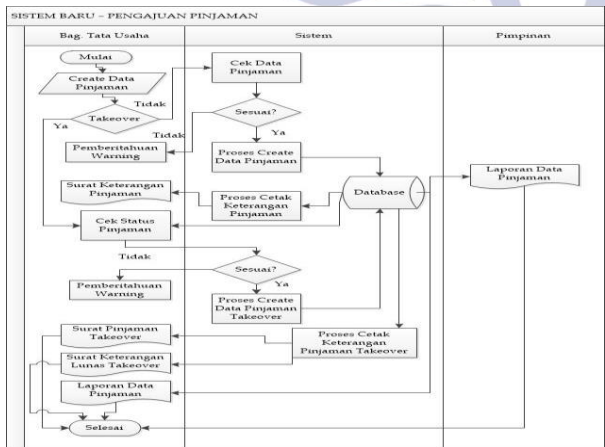 SISTEM BARU – PENGAJUAN PINJAMAN
Bag. Tata Usaha
Sistem
Pimpinan
Mulai
Create Data
Pinjaman
Takeover
Tidak
Ya
Tidak
Pemberitahuan
Warning
Cek Data
Pinjaman
Sesuai?
Ya
Proses Create
Data Pinjaman
Database
Laporan Data
Pinjaman
Surat Keterangan
Pinjaman
Proses Cetak
Keterangan
Pinjaman
Cek Status
Pinjaman
Tidak
Sesuai?
Ya
Pemberitahuan
Warning
Proses Create
Data Pinjaman
Takeover
Surat Pinjaman
Takeover
Proses Cetak
Keterangan
Pinjaman Takeover
Surat Keterangan
Lunas Takeover
Laporan Data
Pinjaman
Selesai